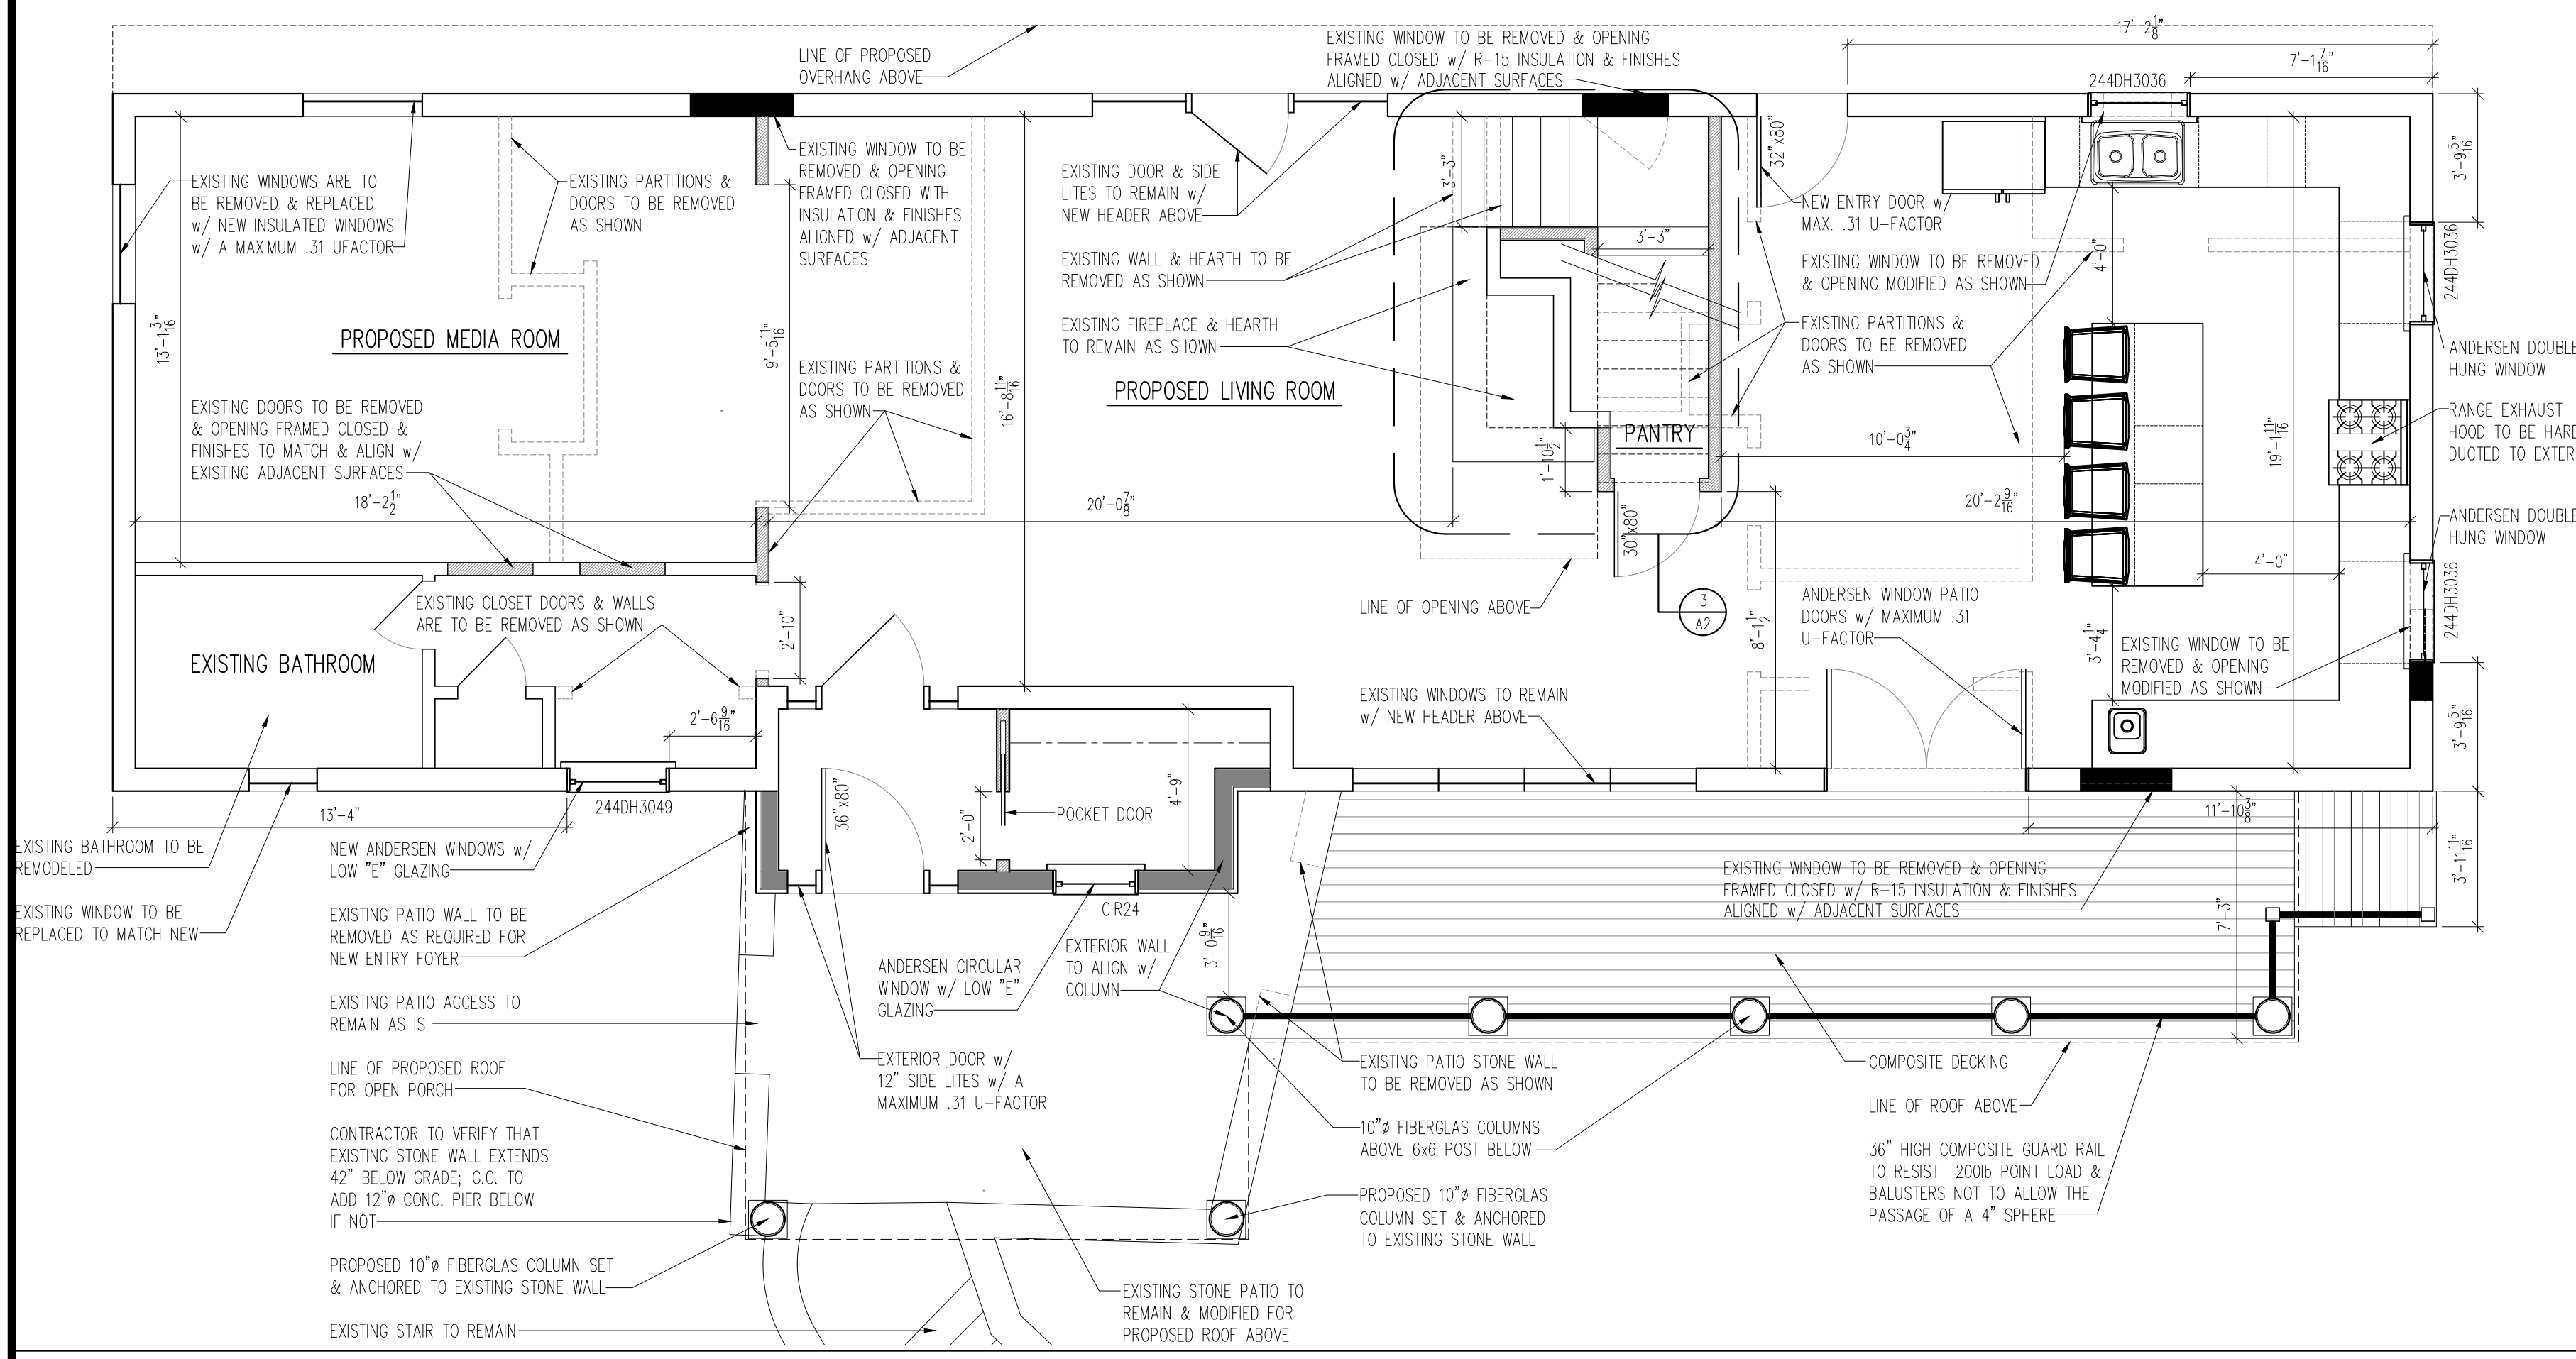 LINE OF PROPOSED
OVERHANG ABOVE
EXISTING WINDOW TO BE REMOVED & OPENING
FRAMED CLOSED w/ R-15 INSULATION & FINISHES
ALIGNED w/ ADJACENT SURFACES
17'-2 1/8"
7'-1 7/16"
244DH3036
3'-9 5/16"
EXISTING WINDOWS ARE TO
BE REMOVED & REPLACED
w/ NEW INSULATED WINDOWS
w/ A MAXIMUM .31 UFACTOR
EXISTING PARTITIONS &
DOORS TO BE REMOVED
AS SHOWN
EXISTING WINDOW TO BE
REMOVED & OPENING
FRAMED CLOSED WITH
INSULATION & FINISHES
ALIGNED w/ ADJACENT
SURFACES
EXISTING DOOR & SIDE
LITES TO REMAIN w/
NEW HEADER ABOVE
3'-3"
32"x80"
NEW ENTRY DOOR w/
MAX. .31 U-FACTOR
3'-3"
EXISTING WALL & HEARTH TO BE
REMOVED AS SHOWN
EXISTING WINDOW TO BE REMOVED
& OPENING MODIFIED AS SHOWN
4'-0"
244DH3036
13'-1 3/16"
PROPOSED MEDIA ROOM
9'-5 11/16"
EXISTING FIREPLACE & HEARTH
TO REMAIN AS SHOWN
EXISTING PARTITIONS &
DOORS TO BE REMOVED
AS SHOWN
ANDERSEN DOUBLE
HUNG WINDOW
EXISTING PARTITIONS &
DOORS TO BE REMOVED
AS SHOWN
16'-8 11/16"
PROPOSED LIVING ROOM
EXISTING DOORS TO BE REMOVED
& OPENING FRAMED CLOSED &
FINISHES TO MATCH & ALIGN w/
EXISTING ADJACENT SURFACES
PANTRY
1'-10 1/2"
10'-0 3/4"
19'-1 11/16"
RANGE EXHAUST
HOOD TO BE HARD
DUCTED TO EXTER
18'-2 1/2"
20'-0 7/8"
30"x80"
20'-2 9/16"
ANDERSEN DOUBLE
HUNG WINDOW
4'-0"
EXISTING CLOSET DOORS & WALLS
ARE TO BE REMOVED AS SHOWN
2'-10"
LINE OF OPENING ABOVE
3
A2
8'-1 1/2"
ANDERSEN WINDOW PATIO
DOORS w/ MAXIMUM .31
U-FACTOR
3'-4 1/4"
244DH3036
EXISTING WINDOW TO BE
REMOVED & OPENING
MODIFIED AS SHOWN
EXISTING BATHROOM
2'-6 9/16"
EXISTING WINDOWS TO REMAIN
w/ NEW HEADER ABOVE
3'-9 5/16"
13'-4"
244DH3049
36"x80"
2'-0"
POCKET DOOR
4'-9"
11'-10 3/8"
EXISTING BATHROOM TO BE
REMODELED
NEW ANDERSEN WINDOWS w/
LOW "E" GLAZING
3'-11 11/16"
EXISTING WINDOW TO BE REMOVED & OPENING
FRAMED CLOSED w/ R-15 INSULATION & FINISHES
ALIGNED w/ ADJACENT SURFACES
7'-3"
CIR24
EXISTING WINDOW TO BE
REPLACED TO MATCH NEW
EXISTING PATIO WALL TO BE
REMOVED AS REQUIRED FOR
NEW ENTRY FOYER
3'-0 9/16"
EXTERIOR WALL
TO ALIGN w/
COLUMN
ANDERSEN CIRCULAR
WINDOW w/ LOW "E"
GLAZING
EXISTING PATIO ACCESS TO
REMAIN AS IS
EXTERIOR DOOR w/
12" SIDE LITES w/ A
MAXIMUM .31 U-FACTOR
EXISTING PATIO STONE WALL
TO BE REMOVED AS SHOWN
COMPOSITE DECKING
LINE OF PROPOSED ROOF
FOR OPEN PORCH
LINE OF ROOF ABOVE
10"ø FIBERGLAS COLUMNS
ABOVE 6x6 POST BELOW
CONTRACTOR TO VERIFY THAT
EXISTING STONE WALL EXTENDS
42" BELOW GRADE; G.C. TO
ADD 12"ø CONC. PIER BELOW
IF NOT
36" HIGH COMPOSITE GUARD RAIL
TO RESIST 200lb POINT LOAD &
BALUSTERS NOT TO ALLOW THE
PASSAGE OF A 4" SPHERE
PROPOSED 10"ø FIBERGLAS
COLUMN SET & ANCHORED
TO EXISTING STONE WALL
PROPOSED 10"ø FIBERGLAS COLUMN SET
& ANCHORED TO EXISTING STONE WALL
EXISTING STONE PATIO TO
REMAIN & MODIFIED FOR
PROPOSED ROOF ABOVE
EXISTING STAIR TO REMAIN